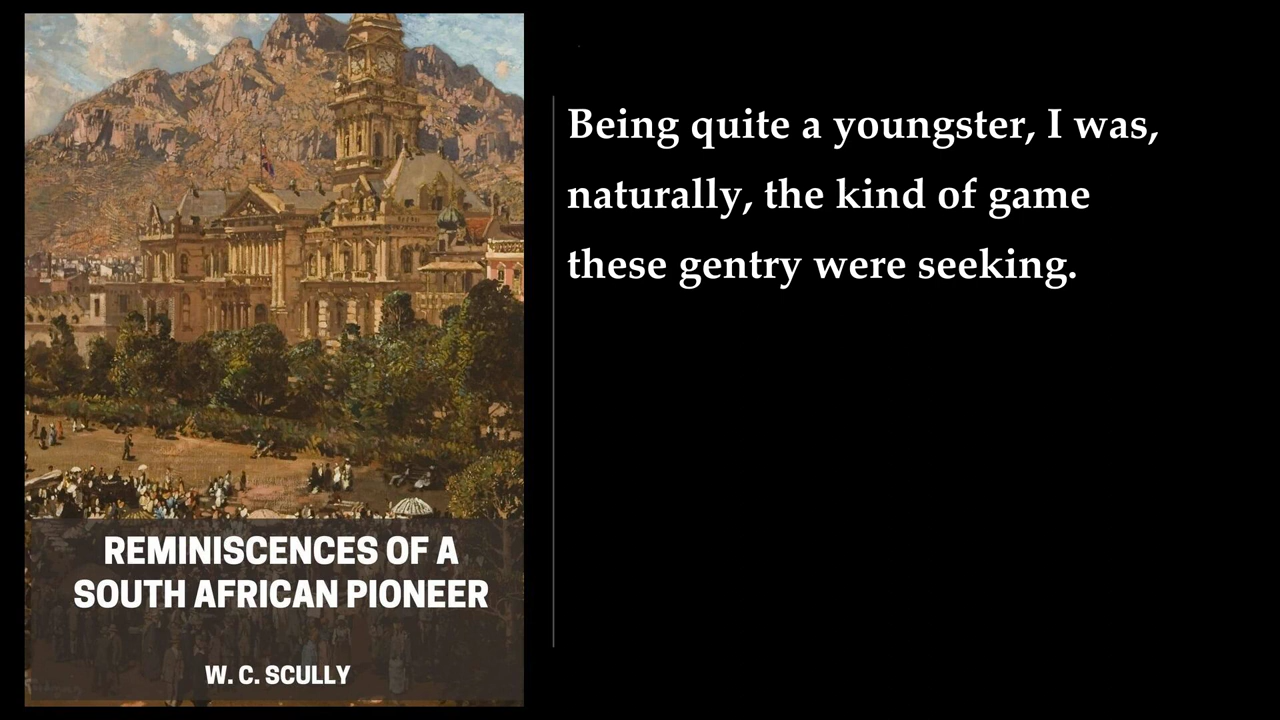 Being quite a youngster, I was,
naturally, the kind of game
these gentry were seeking.
REMINISCENCES OF A
SOUTH AFRICAN PIONEER
W. C. SCULLY